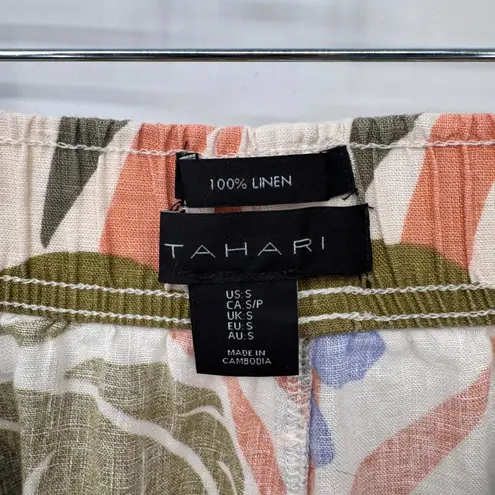 100% LINEN
TAHARI
US:S
CA:S/P
UK:S
EU:S
AU:S
MADE IN
CAMBODIA